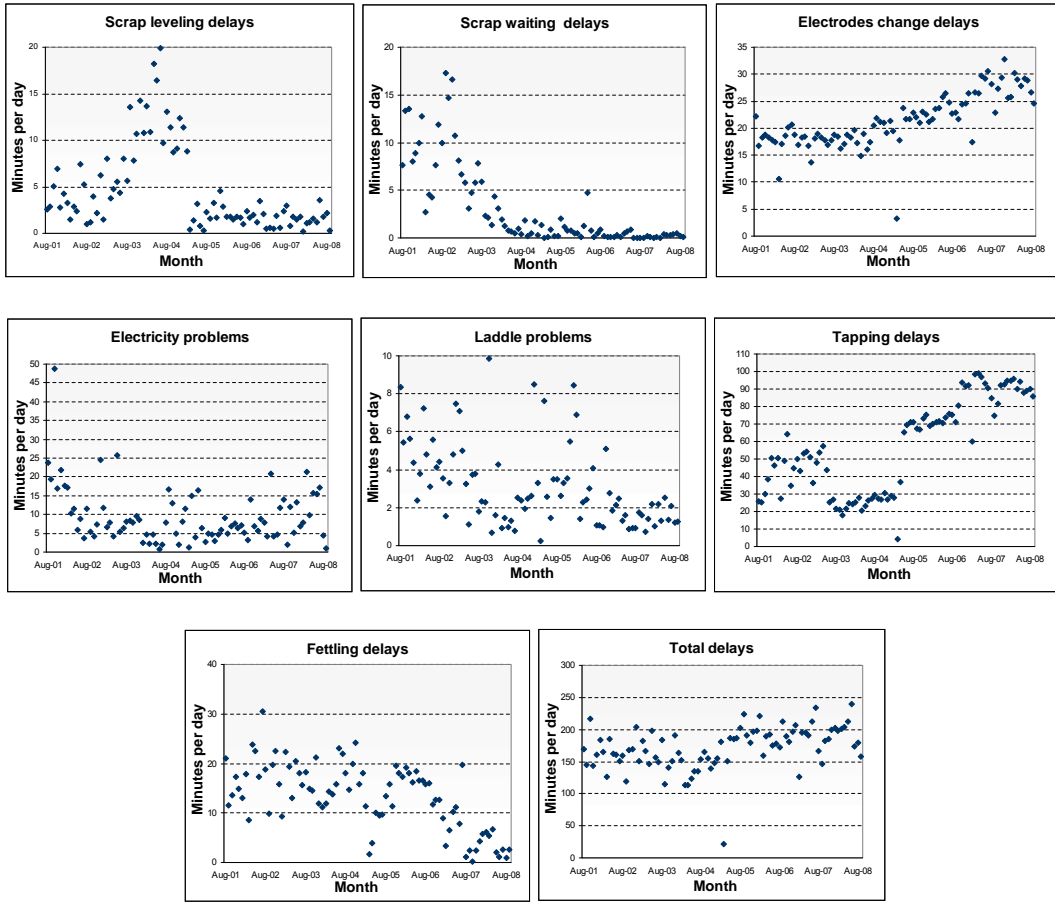 Scrap leveling delays
Minutes per day
20
15
10
5
0
Aug-01 Aug-02 Aug-03 Aug-04 Aug-05 Aug-06 Aug-07 Aug-08
Month
Scrap waiting delays
Minutes per day
20
15
10
5
0
Aug-01 Aug-02 Aug-03 Aug-04 Aug-05 Aug-06 Aug-07 Aug-08
Month
Electrodes change delays
Minutes per day
35
30
25
20
15
10
5
0
Aug-01 Aug-02 Aug-03 Aug-04 Aug-05 Aug-06 Aug-07 Aug-08
Month
Electricity problems
Minutes per day
50
45
40
35
30
25
20
15
10
5
0
Aug-01 Aug-02 Aug-03 Aug-04 Aug-05 Aug-06 Aug-07 Aug-08
Month
Laddle problems
Minutes per day
10
8
6
4
2
0
Aug-01 Aug-02 Aug-03 Aug-04 Aug-05 Aug-06 Aug-07 Aug-08
Month
Tapping delays
Minutes per day
110
100
90
80
70
60
50
40
30
20
10
0
Aug-01 Aug-02 Aug-03 Aug-04 Aug-05 Aug-06 Aug-07 Aug-08
Month
Fettling delays
Minutes per day
40
30
20
10
0
Aug-01 Aug-02 Aug-03 Aug-04 Aug-05 Aug-06 Aug-07 Aug-08
Month
Total delays
Minutes per day
300
250
200
150
100
50
0
Aug-01 Aug-02 Aug-03 Aug-04 Aug-05 Aug-06 Aug-07 Aug-08
Month